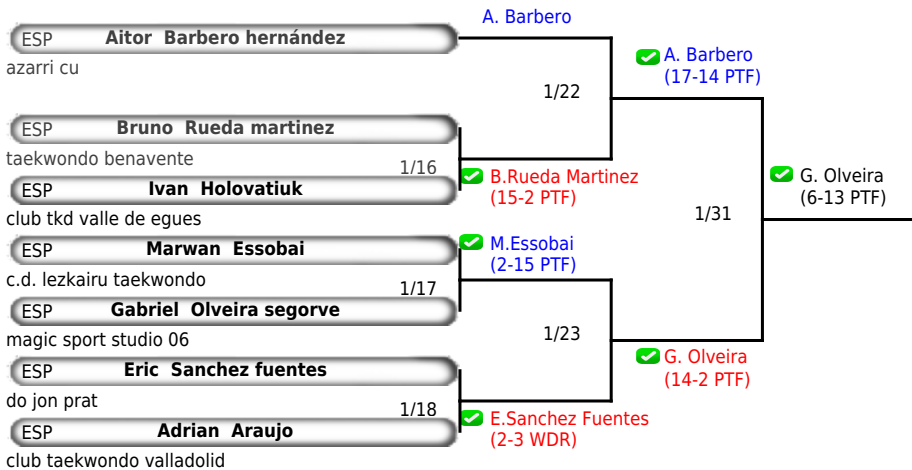 A. Barbero
ESP Aitor Barbero hernández
azarri cu
A. Barbero
(17-14 PTF)
1/22
ESP Bruno Rueda martinez
taekwondo benavente
1/16
B.Rueda Martinez
(15-2 PTF)
ESP Ivan Holovatiuk
club tkd valle de egues
G. Olveira
(6-13 PTF)
1/31
ESP Marwan Essobai
c.d. lezkairu taekwondo
M.Essobai
(2-15 PTF)
1/17
ESP Gabriel Olveira segorve
magic sport studio 06
1/23
ESP Eric Sanchez fuentes
do jon prat
G. Olveira
(14-2 PTF)
1/18
E.Sanchez Fuentes
(2-3 WDR)
ESP Adrian Araujo
club taekwondo valladolid